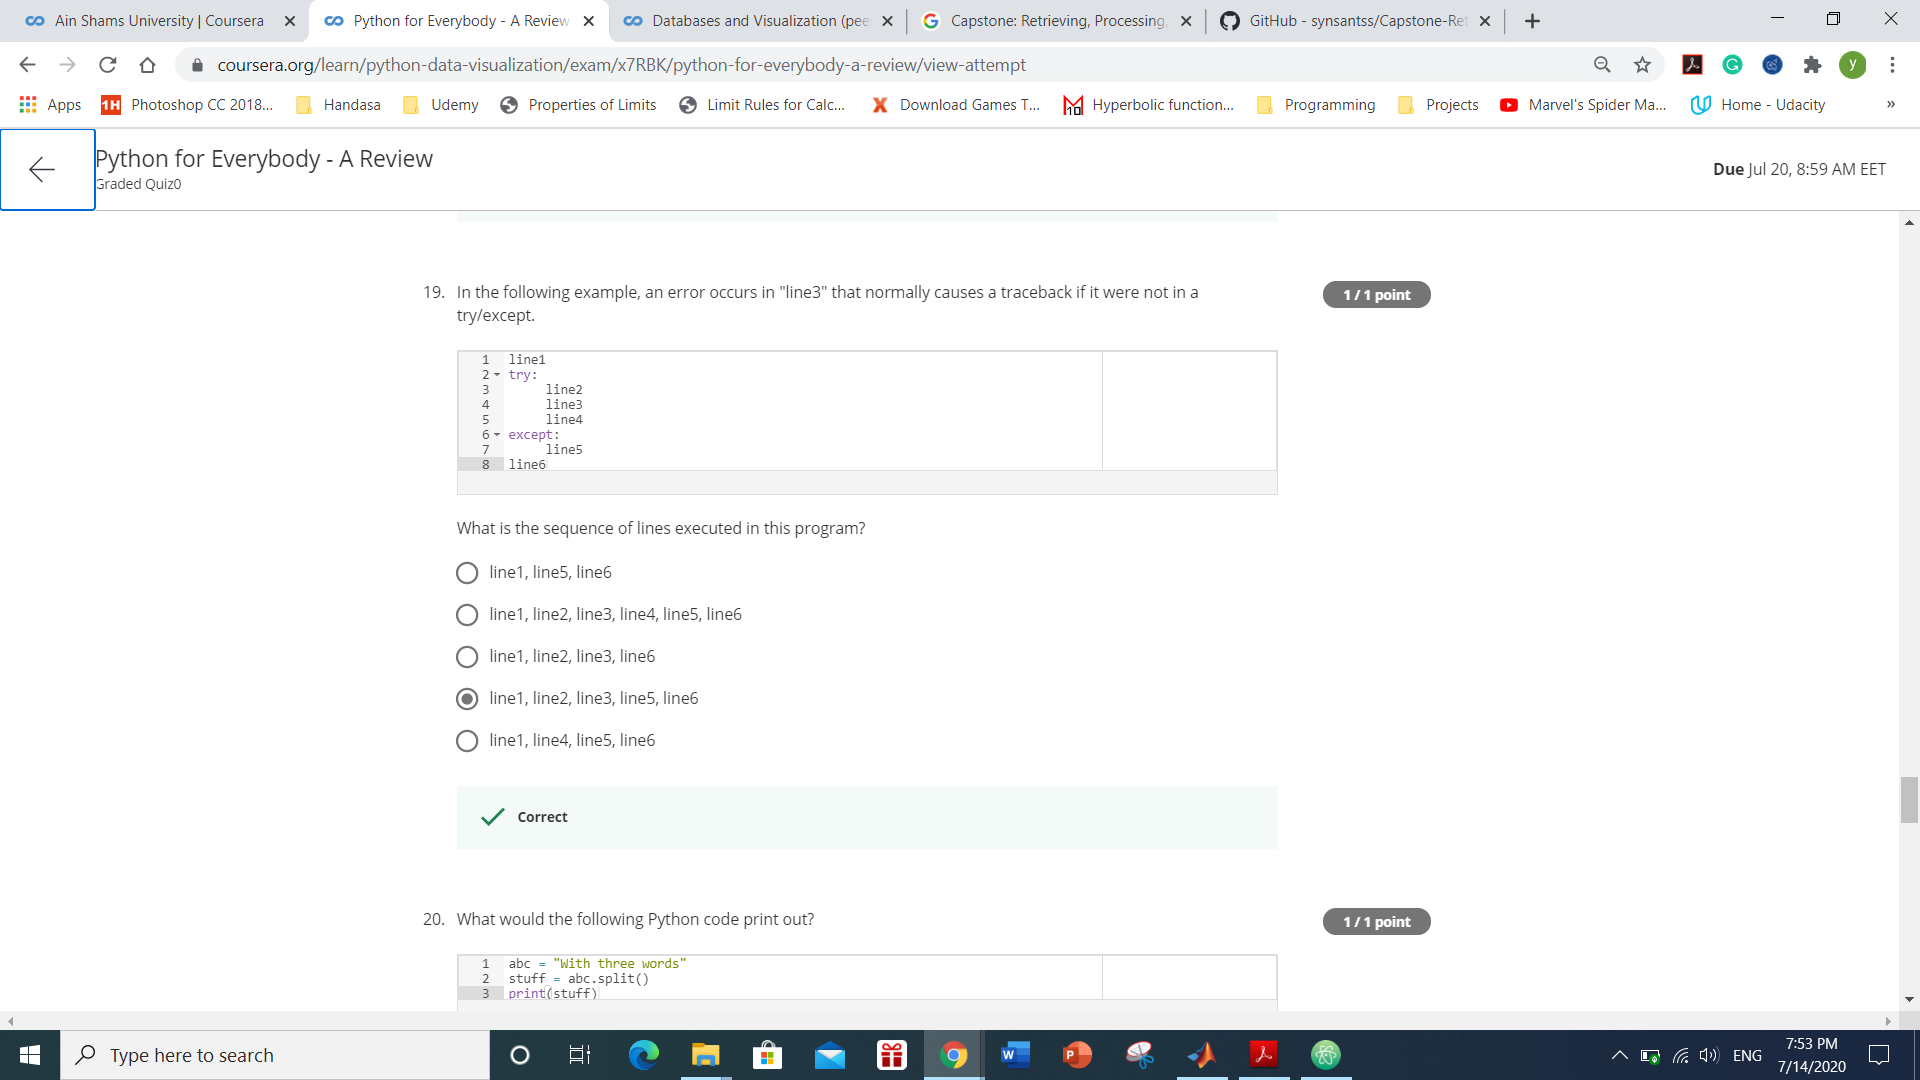 Ain Shams University | Coursera
Python for Everybody - A Review
Databases and Visualization (pee
Capstone: Retrieving, Processing,
GitHub - synsantss/Capstone-Ret
coursera.org/learn/python-data-visualization/exam/x7RBK/python-for-everybody-a-review/view-attempt
y
Apps
1H Photoshop CC 2018...
Handasa
Udemy
Properties of Limits
Limit Rules for Calc...
Download Games T...
Hyperbolic function...
Programming
Projects
Marvel's Spider Ma...
Home - Udacity
»
Python for Everybody - A Review
Graded Quiz0
Due Jul 20, 8:59 AM EET
19. In the following example, an error occurs in "line3" that normally causes a traceback if it were not in a
try/except.
1 / 1 point
1 line1
2 try:
3 line2
4 line3
5 line4
6 except:
7 line5
8 line6
What is the sequence of lines executed in this program?
line1, line5, line6
line1, line2, line3, line4, line5, line6
line1, line2, line3, line6
line1, line2, line3, line5, line6
line1, line4, line5, line6
Correct
20. What would the following Python code print out?
1 / 1 point
1 abc = "With three words"
2 stuff = abc.split()
3 print(stuff)
Type here to search
ENG
7:53 PM
7/14/2020